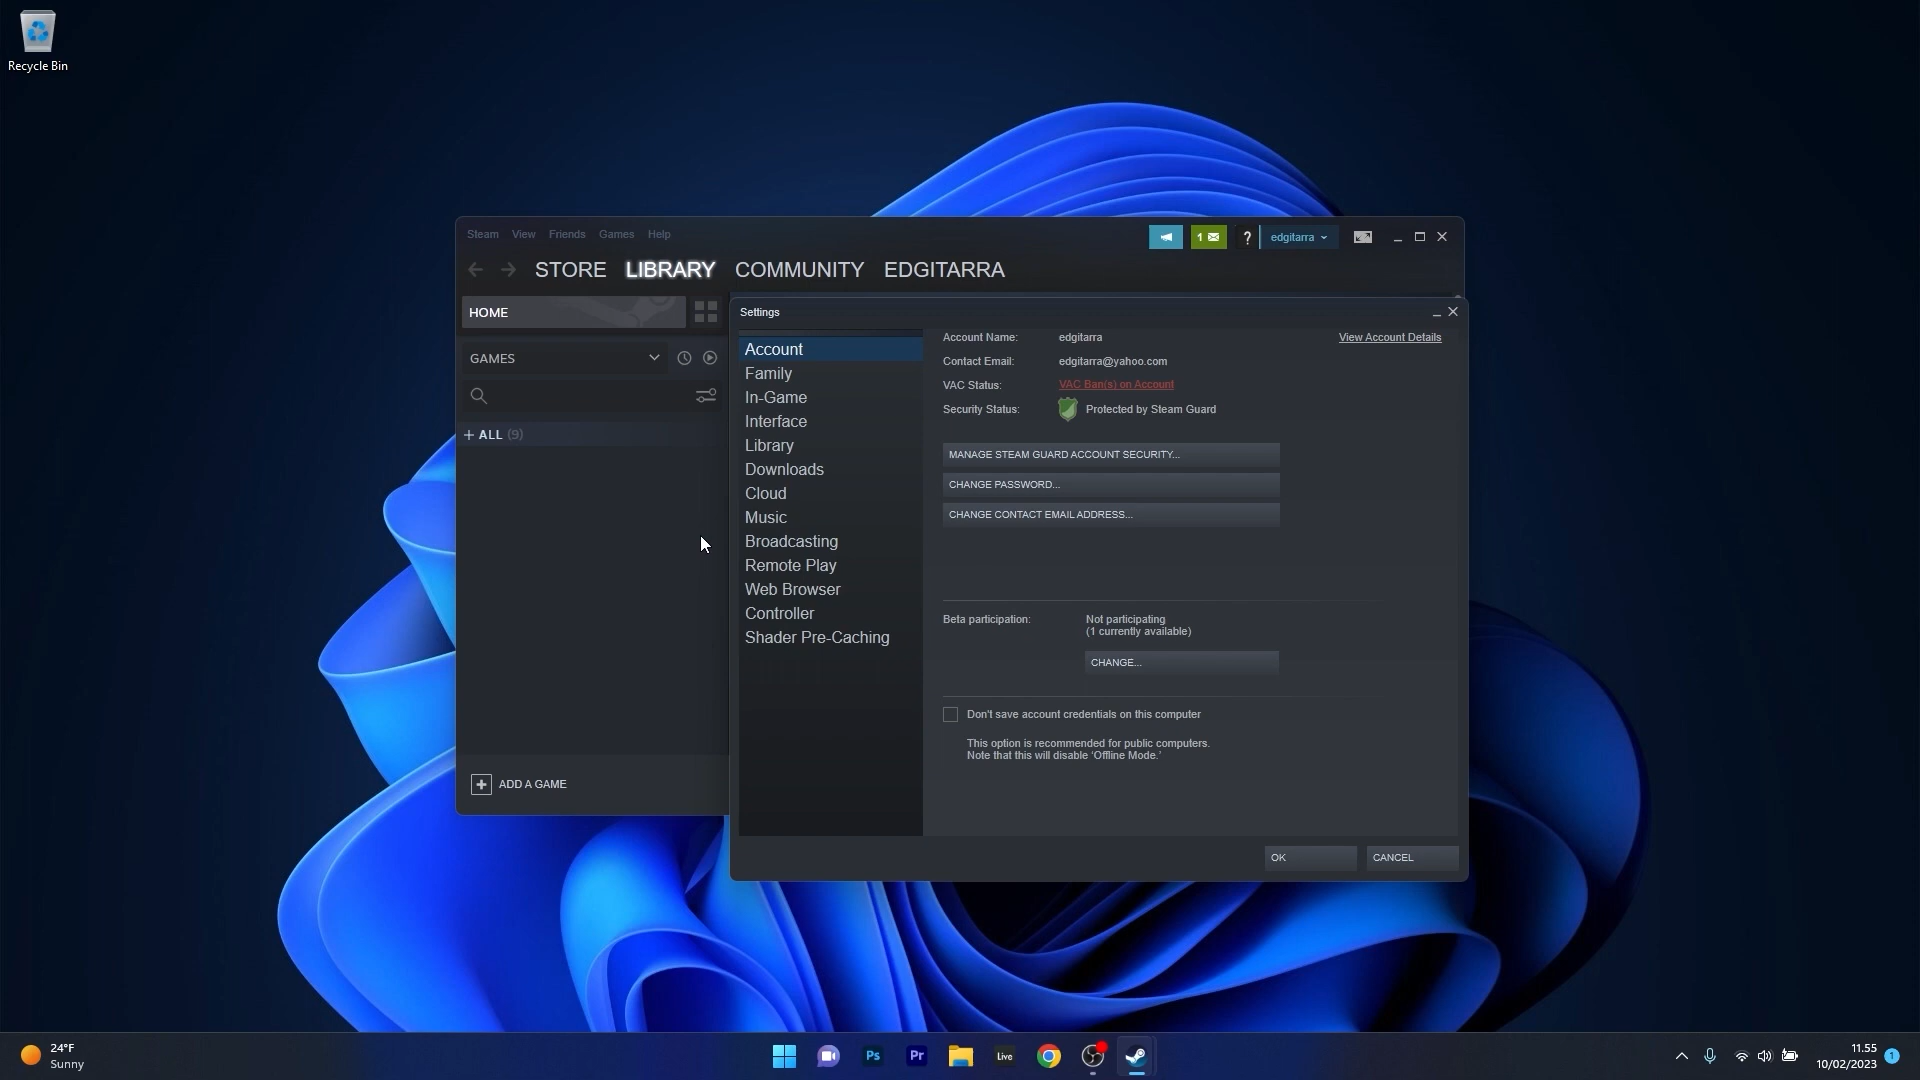 Recycle Bin
Steam View Friends Games Help
1
?
edgitarra
STORE LIBRARY COMMUNITY EDGITARRA
HOME
GAMES
+ ALL (9)
ADD A GAME
Settings
Account
Family
In-Game
Interface
Library
Downloads
Cloud
Music
Broadcasting
Remote Play
Web Browser
Controller
Shader Pre-Caching
Account Name: edgitarra View Account Details
Contact Email: edgitarra@yahoo.com
VAC Status: VAC Ban(s) on Account
Security Status: Protected by Steam Guard
MANAGE STEAM GUARD ACCOUNT SECURITY...
CHANGE PASSWORD...
CHANGE CONTACT EMAIL ADDRESS...
Beta participation: Not participating
(1 currently available)
CHANGE...
Don't save account credentials on this computer
This option is recommended for public computers.
Note that this will disable 'Offline Mode.'
OK CANCEL
24°F
Sunny
Ps
Pr
Live
11.55
10/02/2023
1